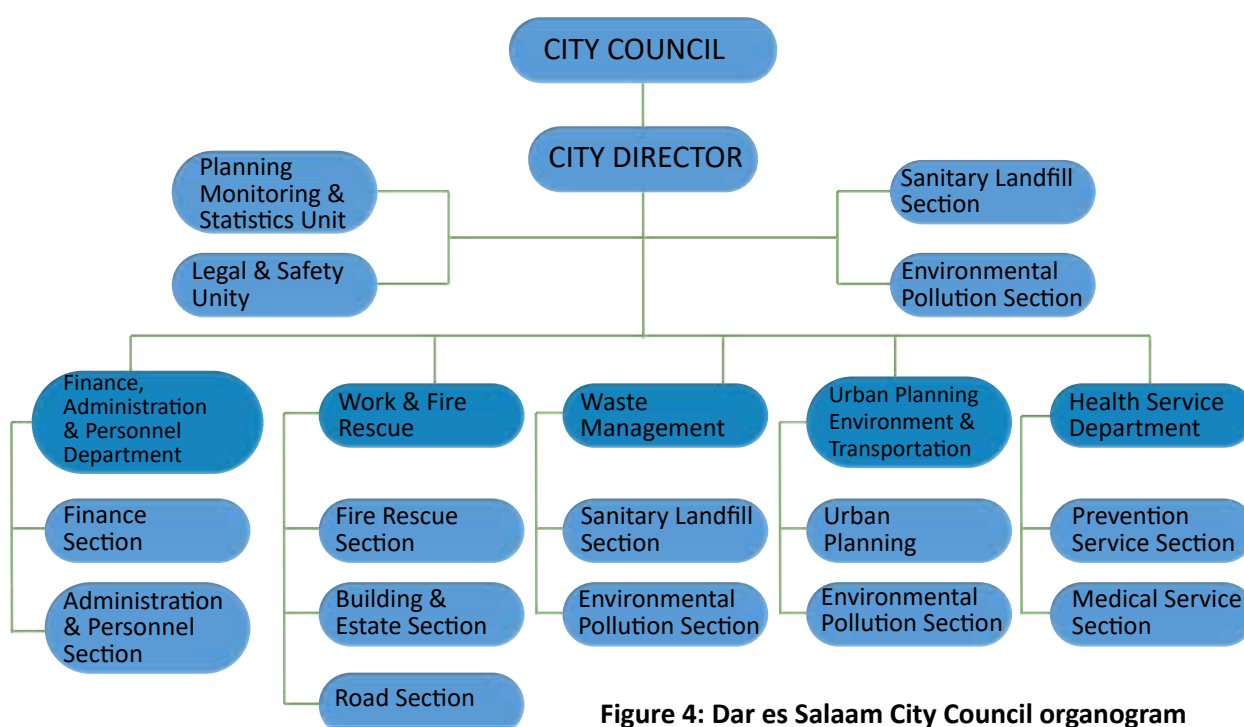 CITY COUNCIL
CITY DIRECTOR
Planning
Monitoring &
Statistics Unit
Legal & Safety
Unity
Sanitary Landfill
Section
Environmental
Pollution Section
Finance,
Administration
& Personnel
Department
Finance
Section
Administration
& Personnel
Section
Work & Fire
Rescue
Fire Rescue
Section
Building &
Estate Section
Road Section
Waste
Management
Sanitary Landfill
Section
Environmental
Pollution Section
Urban Planning
Environment &
Transportation
Urban
Planning
Environmental
Pollution Section
Health Service
Department
Prevention
Service Section
Medical Service
Section
Figure 4: Dar es Salaam City Council organogram